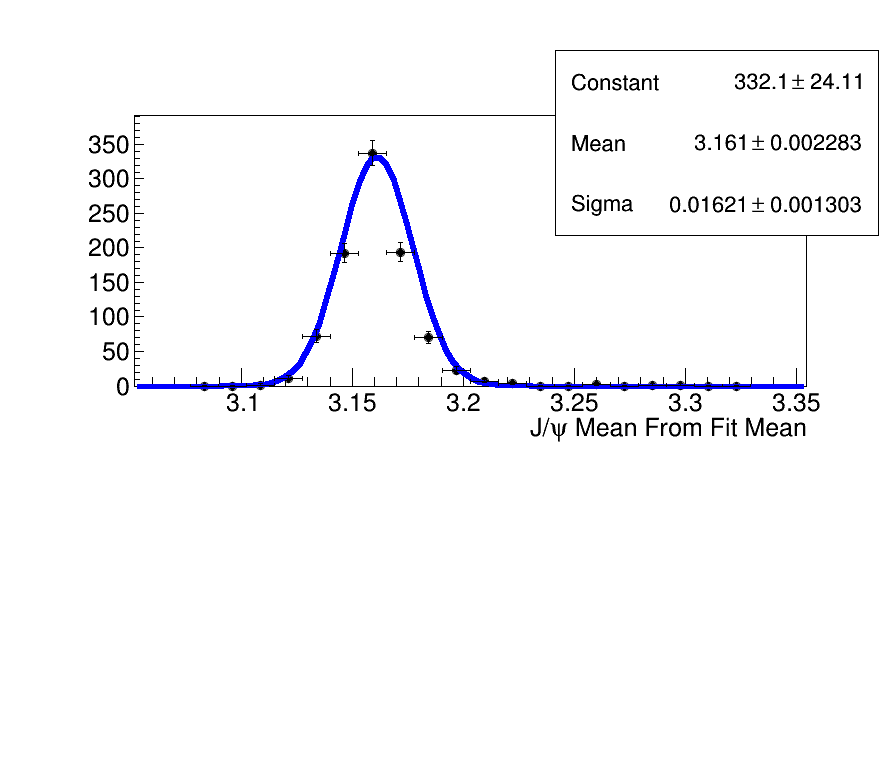 Constant 332.1 ± 24.11
Mean 3.161 ± 0.002283
Sigma 0.01621 ± 0.001303
350
300
250
200
150
100
50
0
3.1 3.15 3.2 3.25 3.3 3.35
J/ψ Mean From Fit Mean